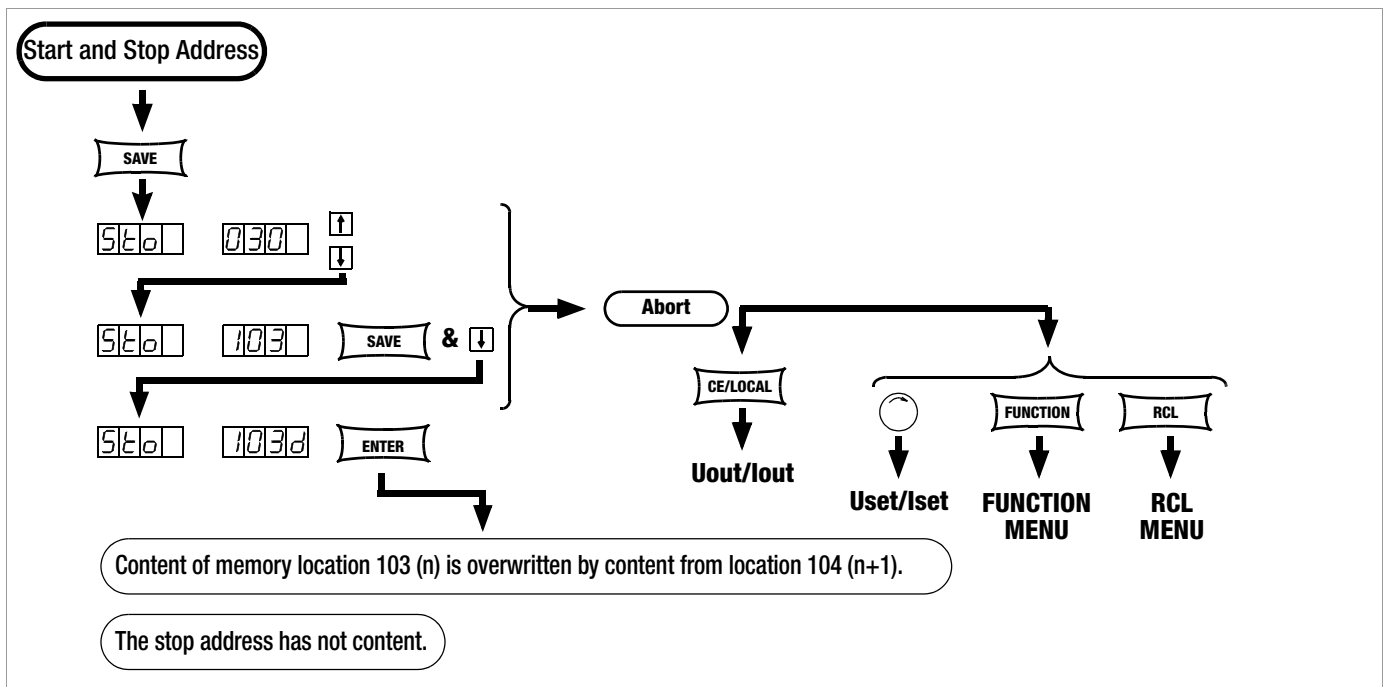 Start and Stop Address
SAVE
Sto 030 ↑
↓
Sto 103 SAVE & ↓
Abort
CE/LOCAL
FUNCTION
RCL
Sto 103d ENTER
Uout/Iout
Uset/Iset
FUNCTION
MENU
RCL
MENU
Content of memory location 103 (n) is overwritten by content from location 104 (n+1).
The stop address has not content.